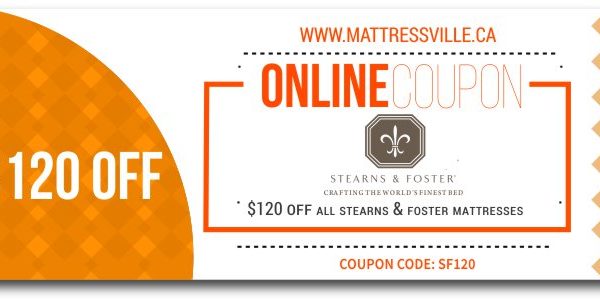 WWW.MATTRESSVILLE.CA
ONLINECOUPON
120 OFF
STEARNS & FOSTER®
CRAFTING THE WORLD'S FINEST BED
$120 OFF ALL STEARNS & FOSTER MATTRESSES
COUPON CODE: SF120